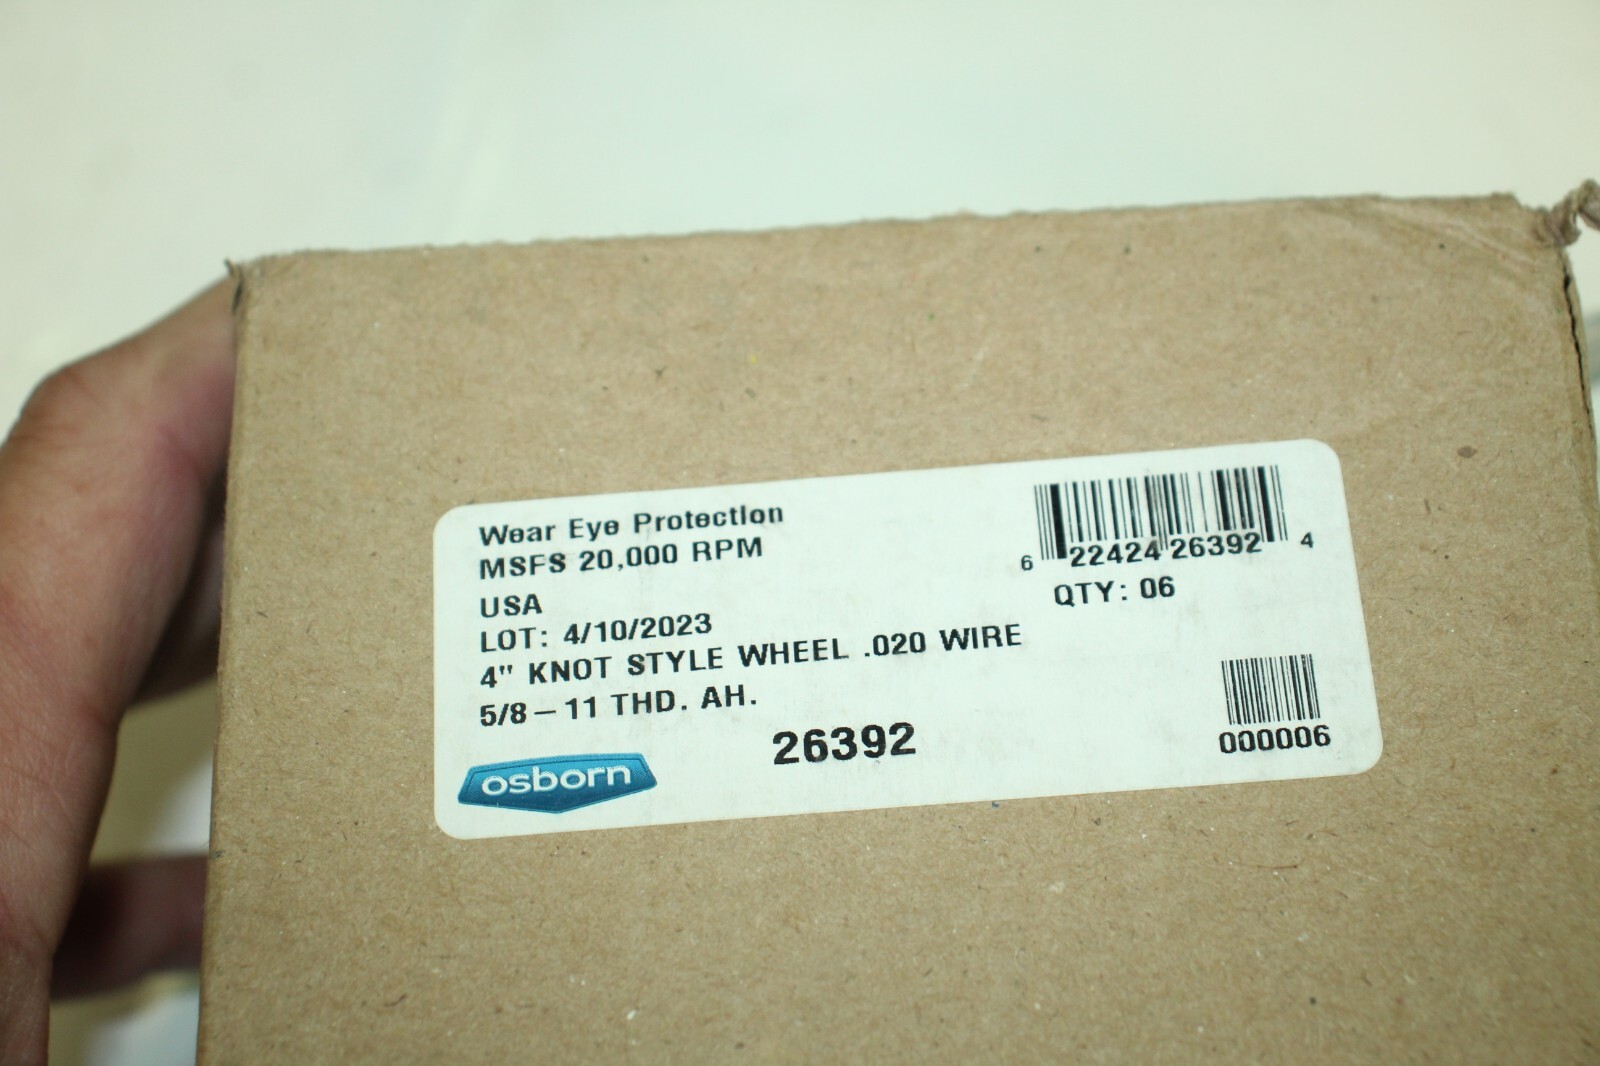 Wear Eye Protection
MSFS 20,000 RPM
USA
LOT: 4/10/2023
4" KNOT STYLE WHEEL .020 WIRE
5/8-11 THD. AH.
26392
osborn
6 22424 26392 4
QTY: 06
000006